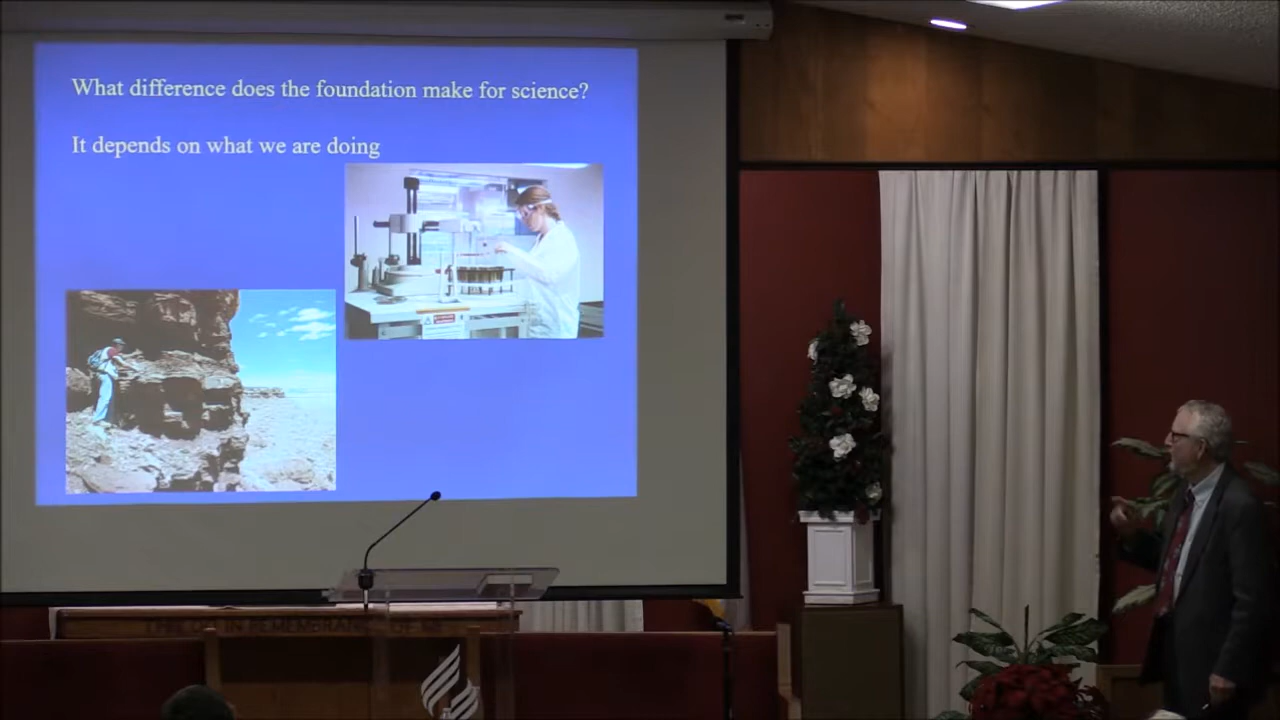 What difference does the foundation make for science?
It depends on what we are doing